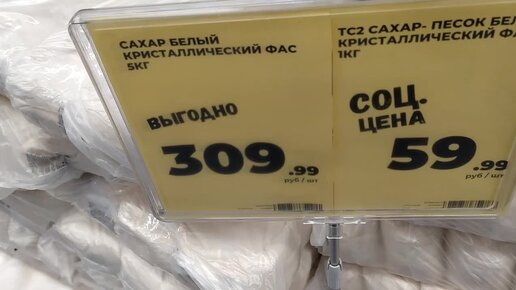 САХАР БЕЛЫЙ
КРИСТАЛЛИЧЕСКИЙ ФАС
5КГ
ВЫГОДНО
309.99
руб / шт
ТС2 САХАР- ПЕСОК БЕЛ
КРИСТАЛЛИЧЕСКИЙ ФА
1КГ
СОЦ.
ЦЕНА
59.99
руб / шт